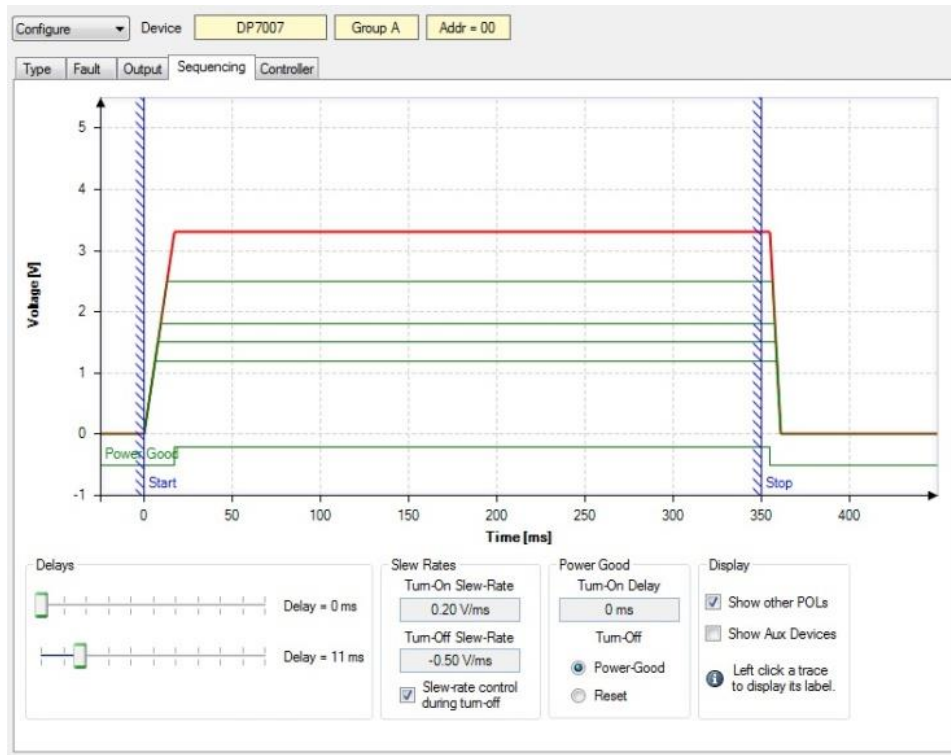 Configure Device DP7007 Group A Addr = 00
Type Fault Output Sequencing Controller
5
4
3
2
1
0
-1
Voltage [V]
Power Good
Start
Stop
0 50 100 150 200 250 300 350 400
Time [ms]
Delays
Delay = 0 ms
Delay = 11 ms
Slew Rates
Turn-On Slew-Rate
0.20 V/ms
Turn-Off Slew-Rate
-0.50 V/ms
Slew-rate control
during turn-off
Power Good
Turn-On Delay
0 ms
Turn-Off
Power-Good
Reset
Display
Show other POLs
Show Aux Devices
Left click a trace
to display its label.